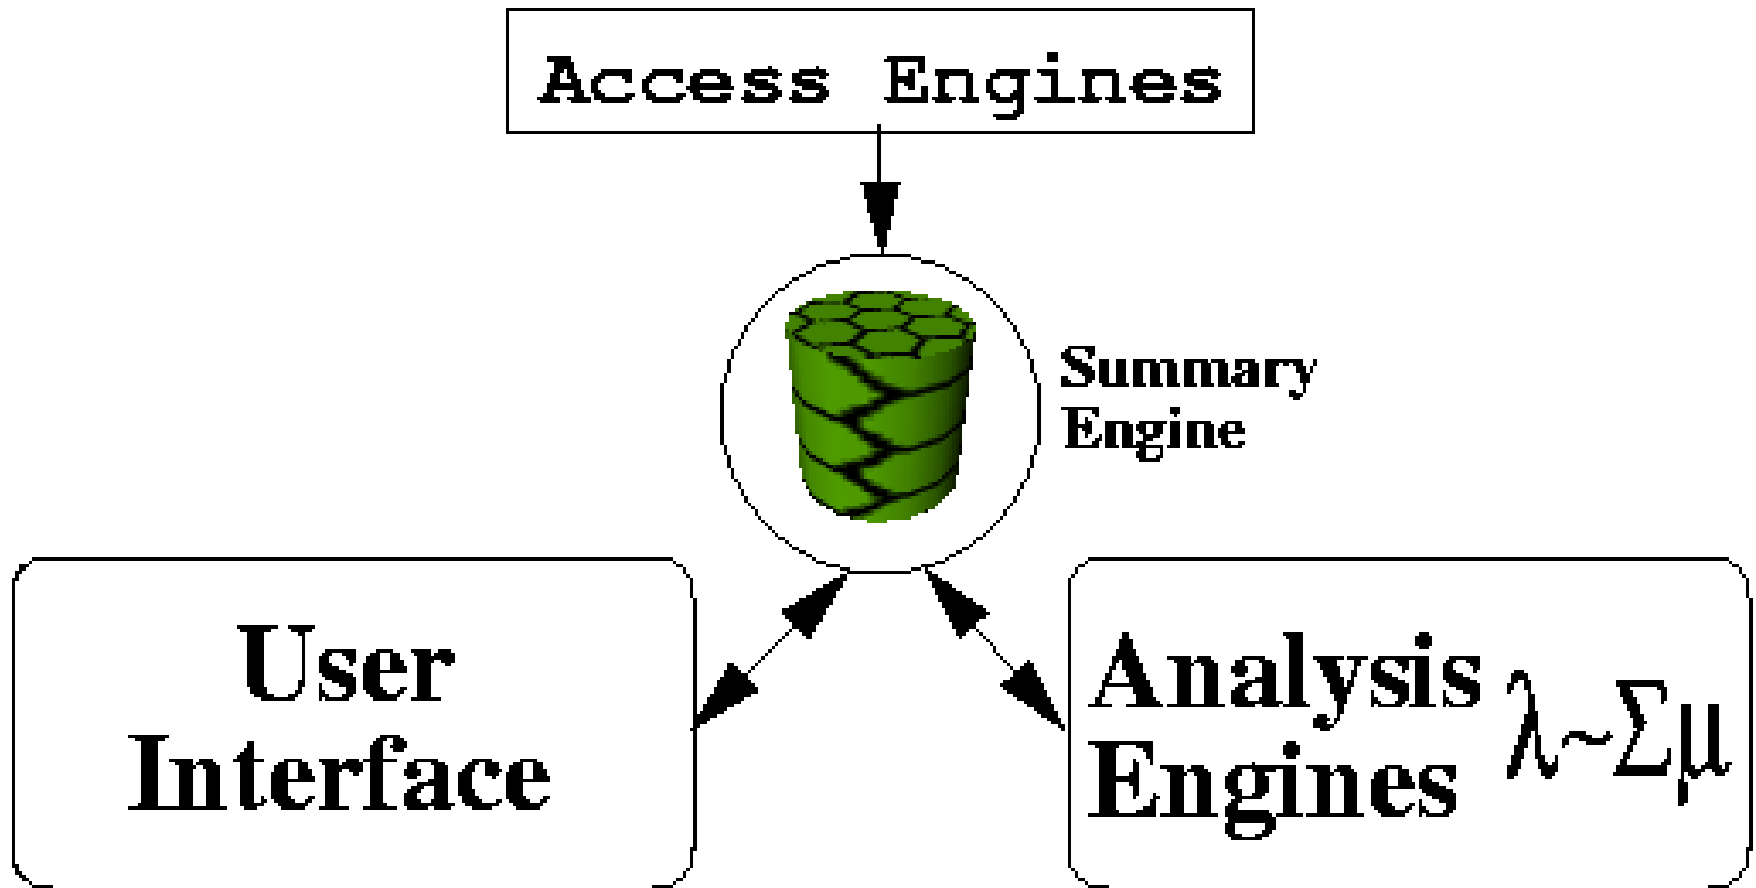 Access Engines
Summary
Engine
User
Interface
Analysis
Engines
λ~Σμ